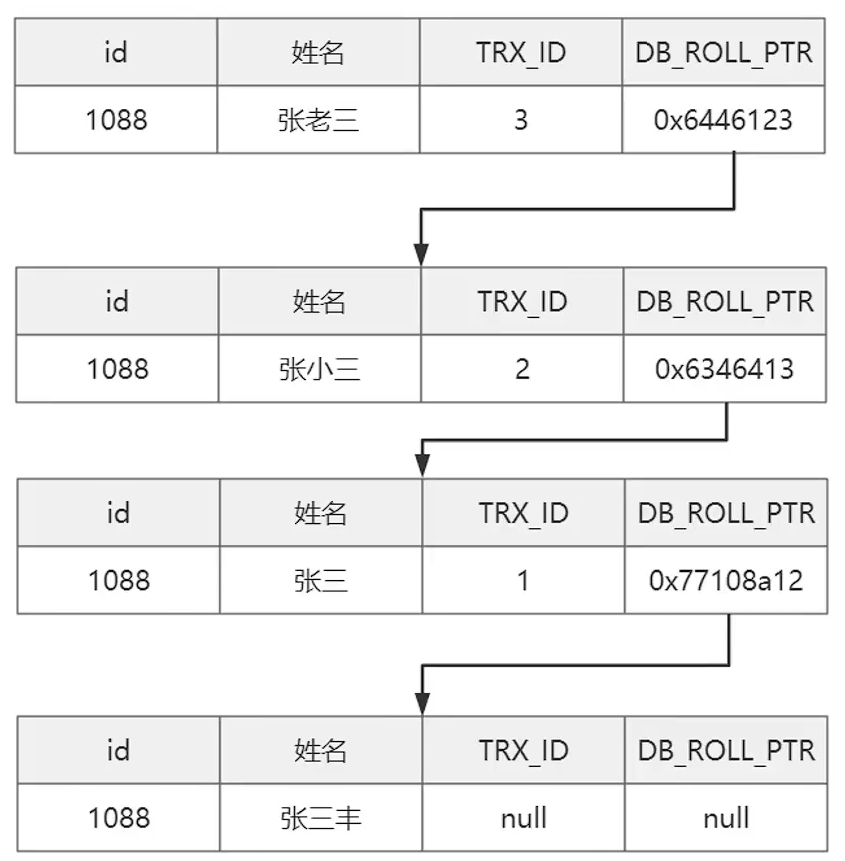 id 姓名 TRX_ID DB_ROLL_PTR
1088 张老三 3 0x6446123
id 姓名 TRX_ID DB_ROLL_PTR
1088 张小三 2 0x6346413
id 姓名 TRX_ID DB_ROLL_PTR
1088 张三 1 0x77108a12
id 姓名 TRX_ID DB_ROLL_PTR
1088 张三丰 null null